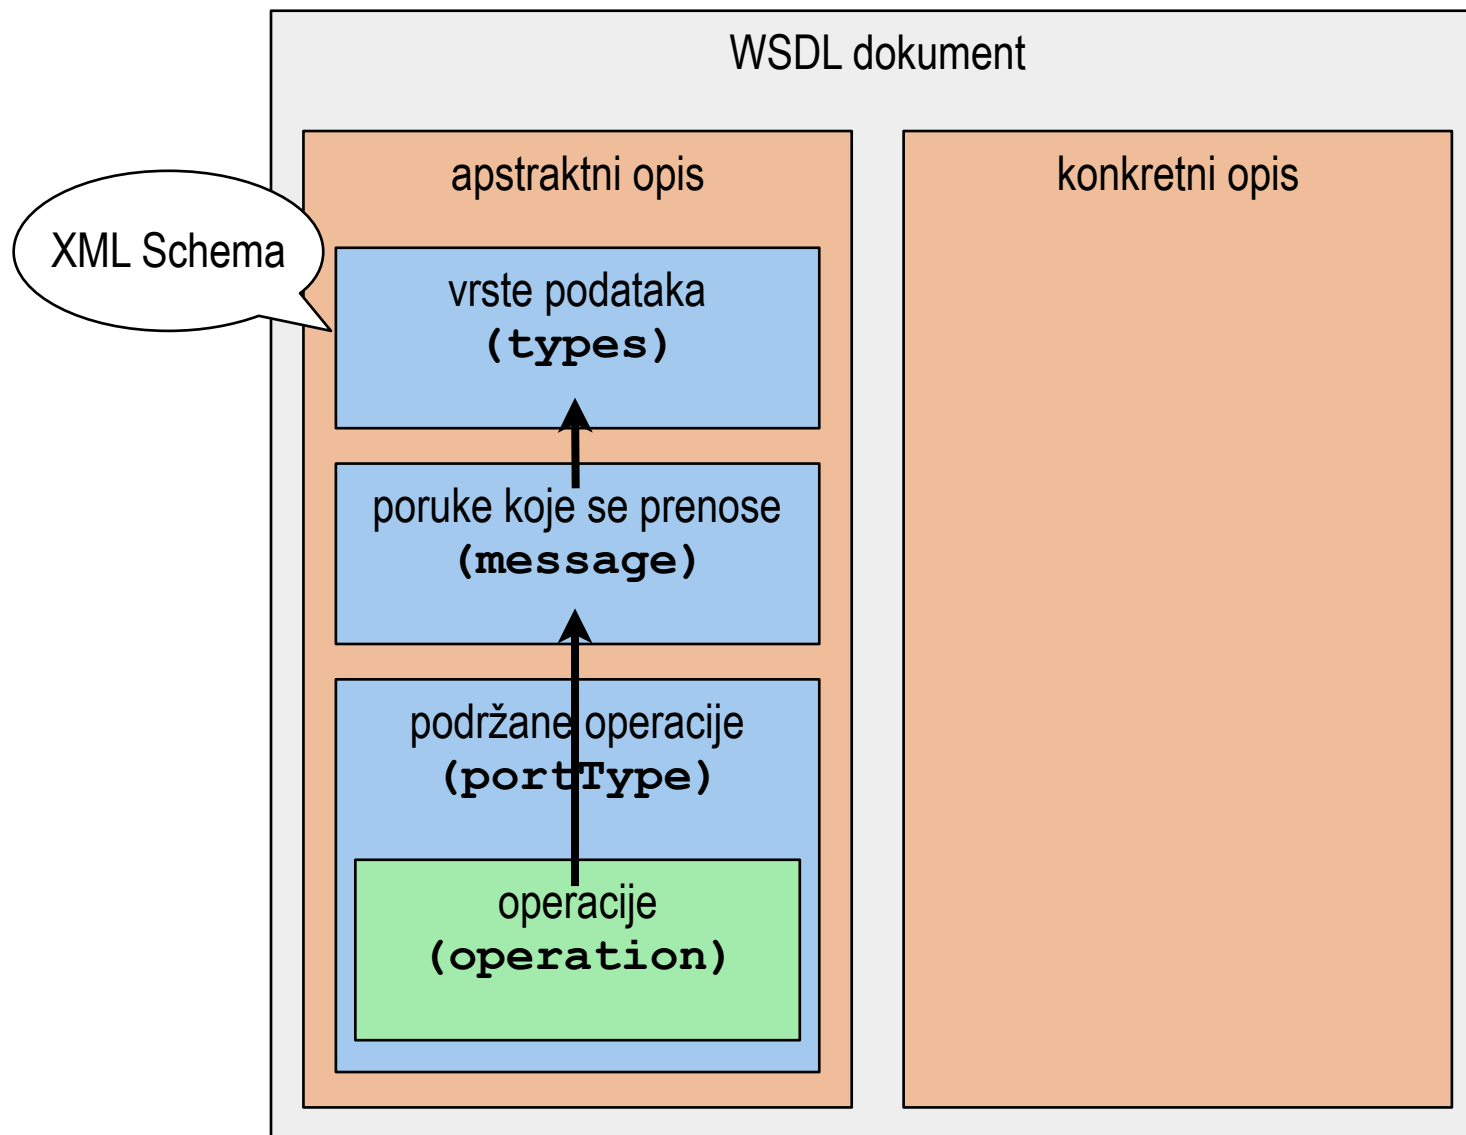 WSDL dokument
apstraktni opis
konkretni opis
XML Schema
vrste podataka
(types)
poruke koje se prenose
(message)
podržane operacije
(portType)
operacije
(operation)